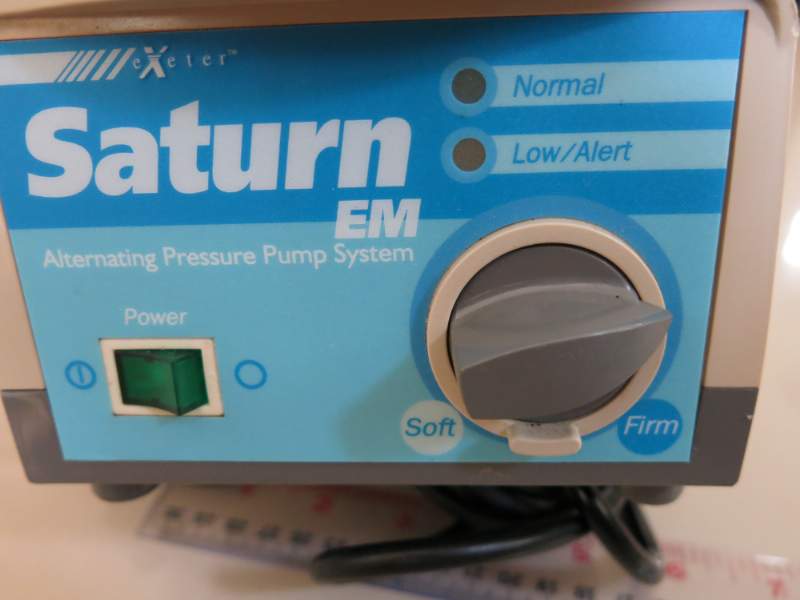 eXeter™
Saturn
EM
Alternating Pressure Pump System
Normal
Low/Alert
Power
Soft
Firm